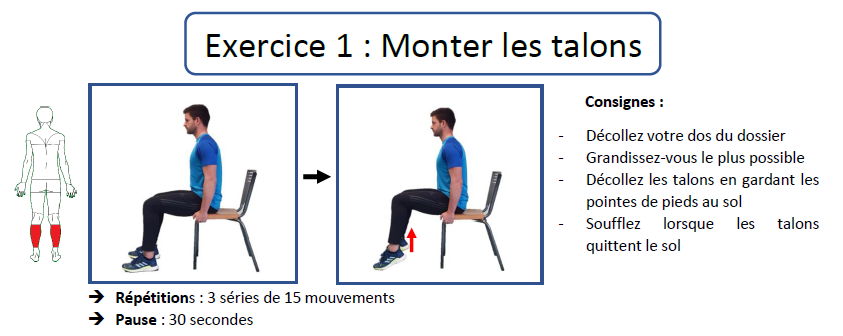 Exercice 1 : Monter les talons
Consignes :
- Décollez votre dos du dossier
- Grandissez-vous le plus possible
- Décollez les talons en gardant les
pointes de pieds au sol
- Soufflez lorsque les talons
quittent le sol
➔ Répétitions : 3 séries de 15 mouvements
➔ Pause : 30 secondes